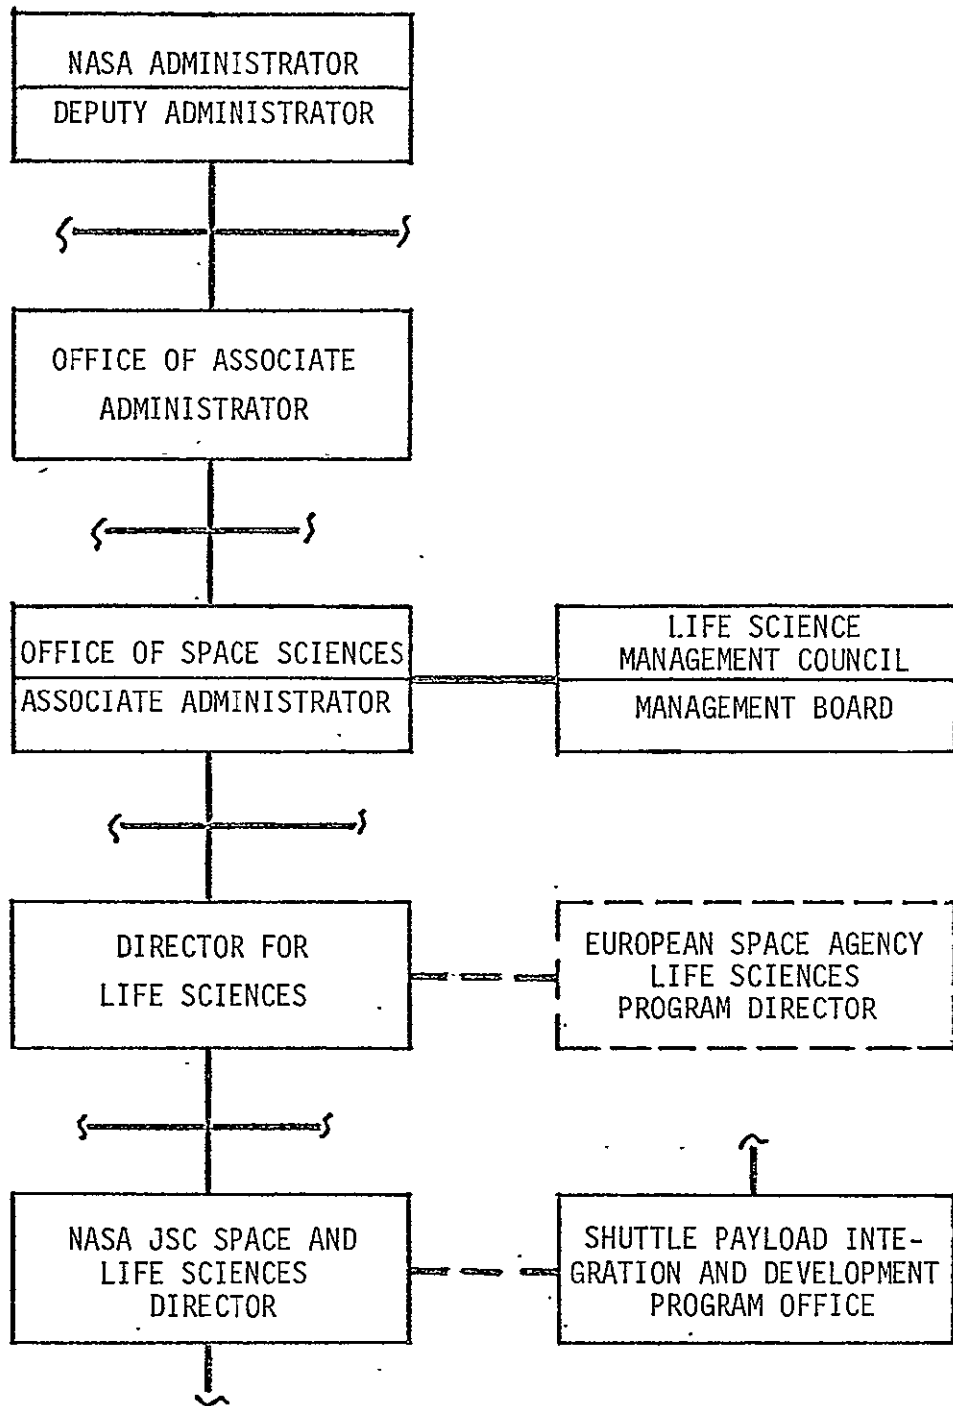 NASA ADMINISTRATOR
DEPUTY ADMINISTRATOR
OFFICE OF ASSOCIATE
ADMINISTRATOR
OFFICE OF SPACE SCIENCES
ASSOCIATE ADMINISTRATOR
LIFE SCIENCE
MANAGEMENT COUNCIL
MANAGEMENT BOARD
DIRECTOR FOR
LIFE SCIENCES
EUROPEAN SPACE AGENCY
LIFE SCIENCES
PROGRAM DIRECTOR
NASA JSC SPACE AND
LIFE SCIENCES
DIRECTOR
SHUTTLE PAYLOAD INTE-
GRATION AND DEVELOPMENT
PROGRAM OFFICE